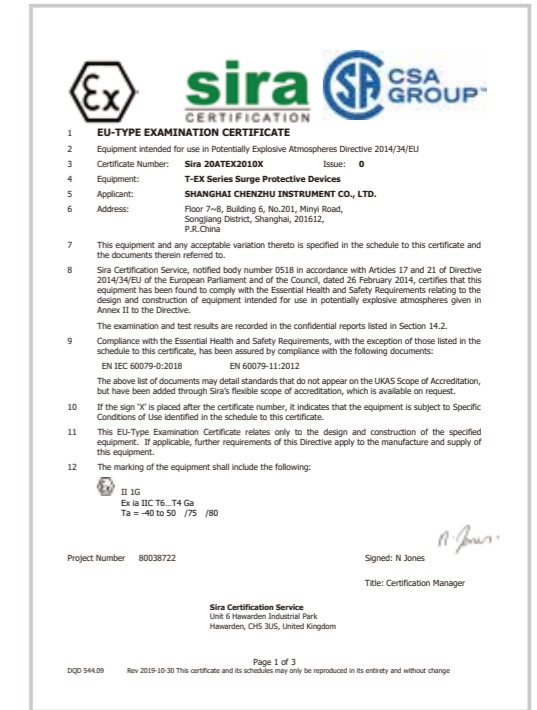 Ex
sira
CERTIFICATION
CSA
GROUP™
1 EU-TYPE EXAMINATION CERTIFICATE
2 Equipment intended for use in Potentially Explosive Atmospheres Directive 2014/34/EU
3 Certificate Number: Sira 20ATEX2010X Issue: 0
4 Equipment: T-EX Series Surge Protective Devices
5 Applicant: SHANGHAI CHENZHU INSTRUMENT CO., LTD.
6 Address: Floor 7~8, Building 6, No.201, Minyi Road,
Songjiang District, Shanghai, 201612,
P.R.China
7 This equipment and any acceptable variation thereto is specified in the schedule to this certificate and
the documents therein referred to.
8 Sira Certification Service, notified body number 0518 in accordance with Articles 17 and 21 of Directive
2014/34/EU of the European Parliament and of the Council, dated 26 February 2014, certifies that this
equipment has been found to comply with the Essential Health and Safety Requirements relating to the
design and construction of equipment intended for use in potentially explosive atmospheres given in
Annex II to the Directive.
The examination and test results are recorded in the confidential reports listed in Section 14.2.
9 Compliance with the Essential Health and Safety Requirements, with the exception of those listed in the
schedule to this certificate, has been assured by compliance with the following documents:
EN IEC 60079-0:2018 EN 60079-11:2012
The above list of documents may detail standards that do not appear on the UKAS Scope of Accreditation,
but have been added through Sira's flexible scope of accreditation, which is available on request.
10 If the sign 'X' is placed after the certificate number, it indicates that the equipment is subject to Specific
Conditions of Use identified in the schedule to this certificate.
11 This EU-Type Examination Certificate relates only to the design and construction of the specified
equipment. If applicable, further requirements of this Directive apply to the manufacture and supply of
this equipment.
12 The marking of the equipment shall include the following:
Ex II 1G
Ex ia IIC T6...T4 Ga
Ta = -40 to 50 /75 /80
N. Jones
Project Number 80038722 Signed: N Jones
Title: Certification Manager
Sira Certification Service
Unit 6 Hawarden Industrial Park
Hawarden, CH5 3US, United Kingdom
Page 1 of 3
DQD 544.09 Rev 2019-10-30 This certificate and its schedules may only be reproduced in its entirety and without change